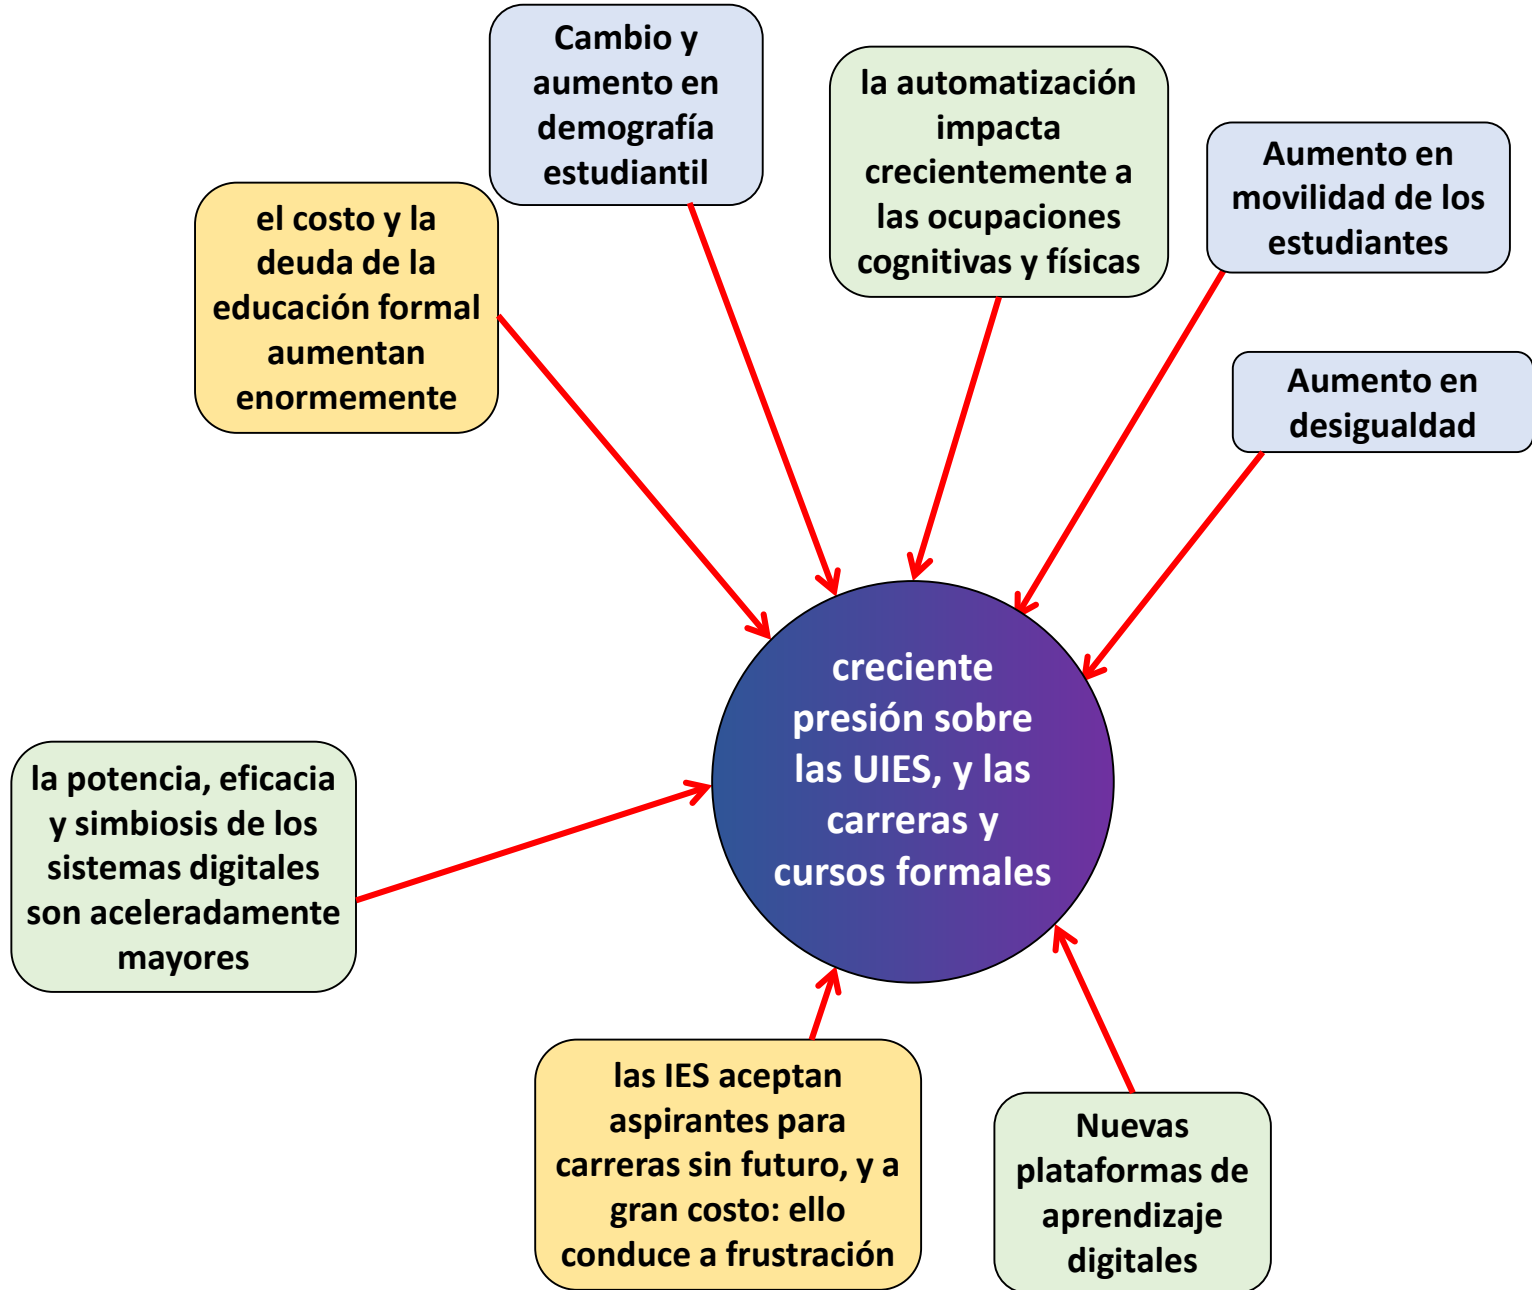 Cambio y
aumento en
demografía
estudiantil
la automatización
impacta
crecientemente a
las ocupaciones
cognitivas y físicas
Aumento en
movilidad de los
estudiantes
el costo y la
deuda de la
educación formal
aumentan
enormemente
Aumento en
desigualdad
creciente
presión sobre
las UIES, y las
carreras y
cursos formales
la potencia, eficacia
y simbiosis de los
sistemas digitales
son aceleradamente
mayores
las IES aceptan
aspirantes para
carreras sin futuro, y a
gran costo: ello
conduce a frustración
Nuevas
plataformas de
aprendizaje
digitales